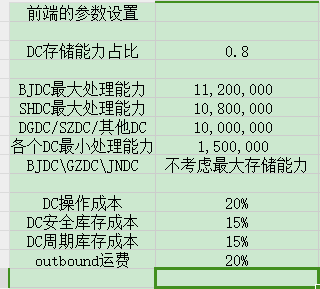 前端的参数设置
DC存储能力占比 0.8
BJDC最大处理能力 11,200,000
SHDC最大处理能力 10,800,000
DGDC/SZDC/其他DC 10,000,000
各个DC最小处理能力 1,500,000
BJDC\GZDC\JNDC 不考虑最大存储能力
DC操作成本 20%
DC安全库存成本 15%
DC周期库存成本 15%
outbound运费 20%